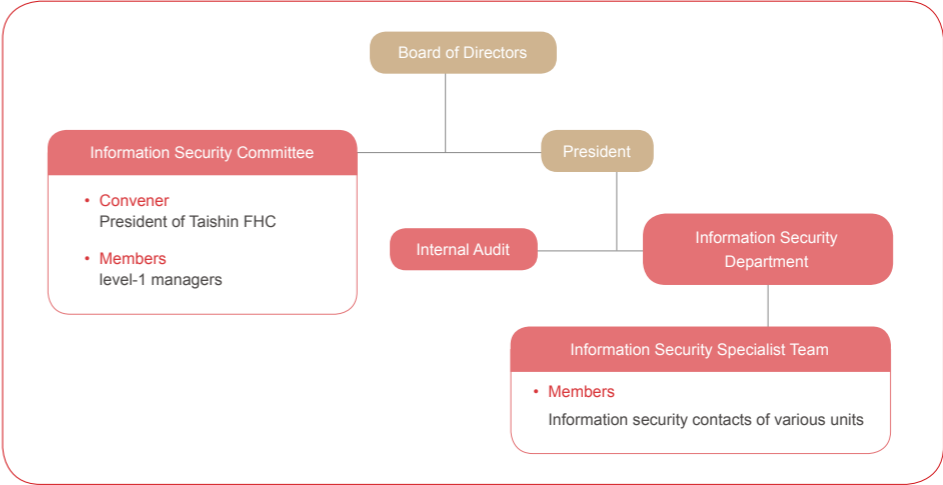 Board of Directors
Information Security Committee
President
• Convener
President of Taishin FHC
• Members
level-1 managers
Internal Audit
Information Security
Department
Information Security Specialist Team
• Members
Information security contacts of various units